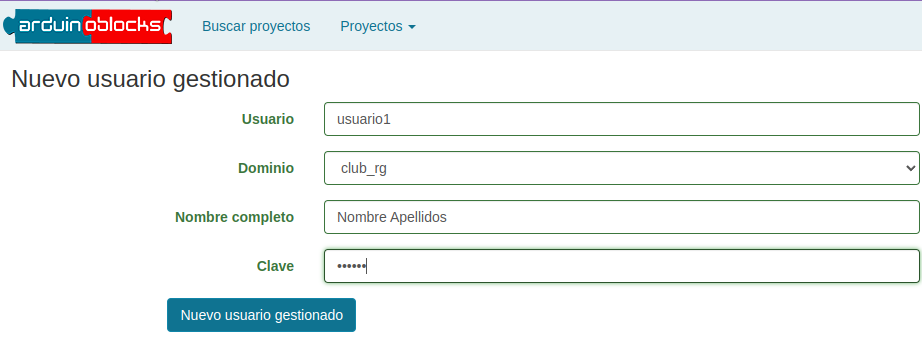 arduinoblocks Buscar proyectos Proyectos
Nuevo usuario gestionado
Usuario usuario1
Dominio club_rg
Nombre completo Nombre Apellidos
Clave ••••••
Nuevo usuario gestionado